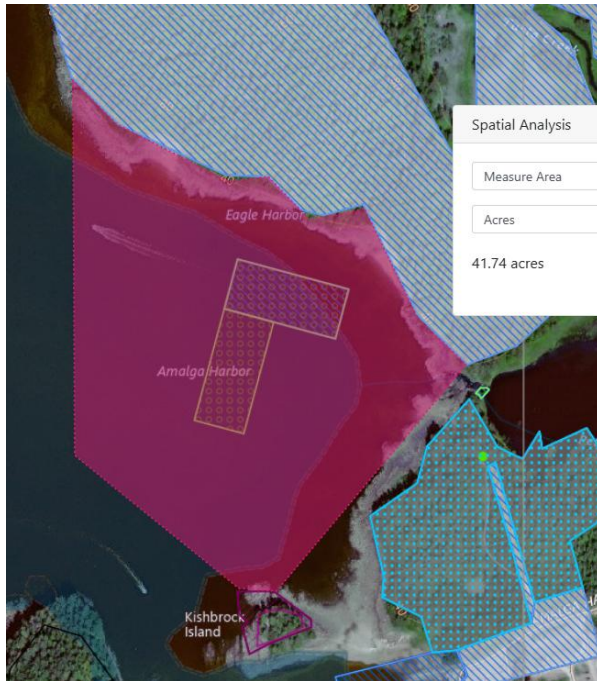 Spatial Analysis
Measure Area
Acres
41.74 acres
Eagle Harbor
Amalga Harbor
Kishbrock
Island